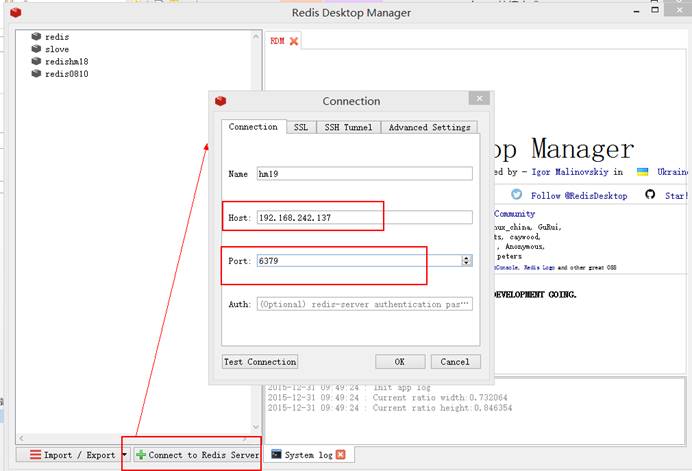 Redis Desktop Manager
redis
slove
redishm18
redis0810
RDM
Connection
Connection
SSL
SSH Tunnel
Advanced Settings
Name
hm19
Host:
192.168.242.137
Port:
6379
Auth:
(Optional) redis-server authentication pas…
Test Connection
OK
Cancel
op Manager
ed by - Igor Malinovskiy in Ukraine
Follow @RedisDesktop
Star!
Community
nux_china, GuRui,
ts, caywood,
, Anonymous,
peters
Console, Redis Logo and other great OSS
DEVELOPMENT GOING.
2015-12-31 09:49:24 : Init app log
2015-12-31 09:49:24 : Current ratio width:0.732064
2015-12-31 09:49:24 : Current ratio height:0.846354
Import / Export
Connect to Redis Server
System log